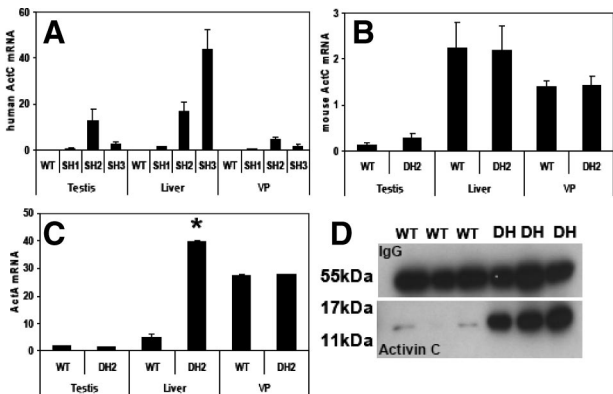 A
human ActC mRNA
60
40
20
0
WT SH1 SH2 SH3 WT SH1 SH2 SH3 WT SH1 SH2 SH3
Testis Liver VP
B
mouse ActC mRNA
3
2
1
0
WT DH2 WT DH2 WT DH2
Testis Liver VP
C
ActA mRNA
50
40
30
20
10
0
*
WT DH2 WT DH2 WT DH2
Testis Liver VP
D
WT WT WT DH DH DH
IgG
55kDa
17kDa
11kDa
Activin C